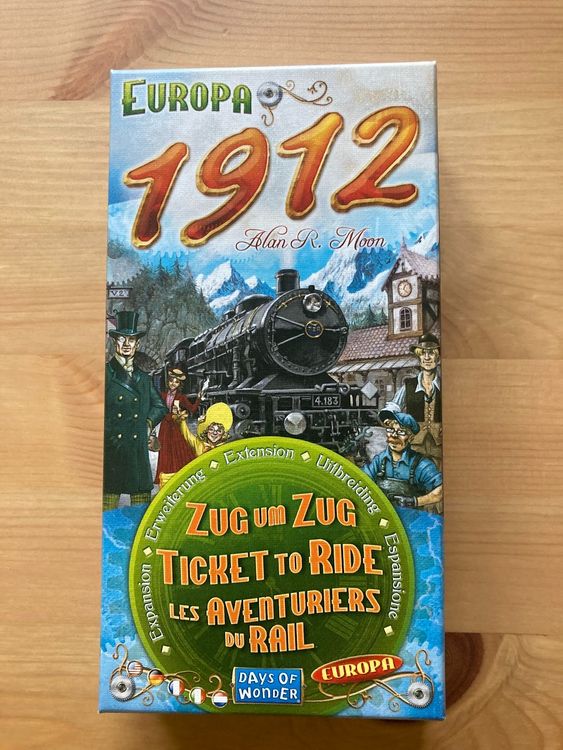 EUROPA
1912
Alan R. Moon
V.2
4.183
Expansion ◆ Erweiterung ◆ Extension ◆ Uitbreiding ◆ Espansione
ZUG UM ZUG
TICKET TO RIDE
LES AVENTURIERS
DU RAIL
DAYS OF
WONDER
EUROPA